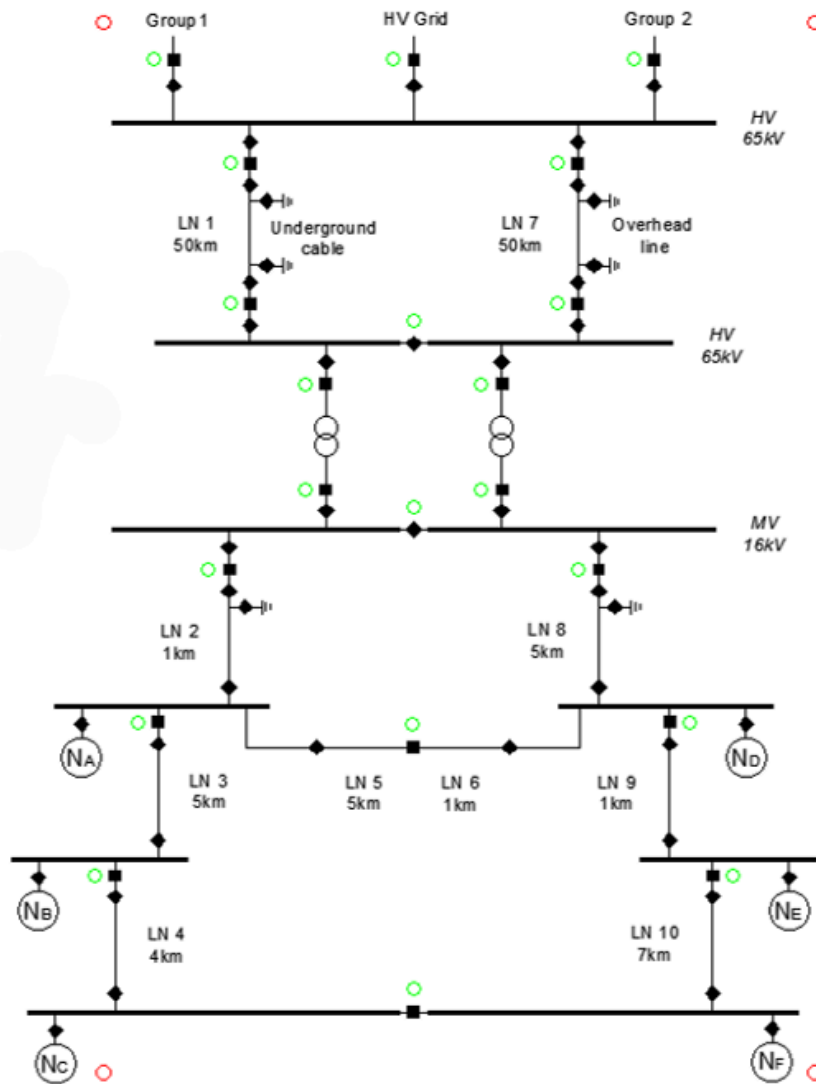 Group 1
HV Grid
Group 2
HV
65kV
LN 1
50km
Underground
cable
LN 7
50km
Overhead
line
HV
65kV
MV
16kV
LN 2
1km
LN 8
5km
NA
LN 3
5km
LN 5
5km
LN 6
1km
LN 9
1km
ND
NB
LN 4
4km
LN 10
7km
NE
NC
NF